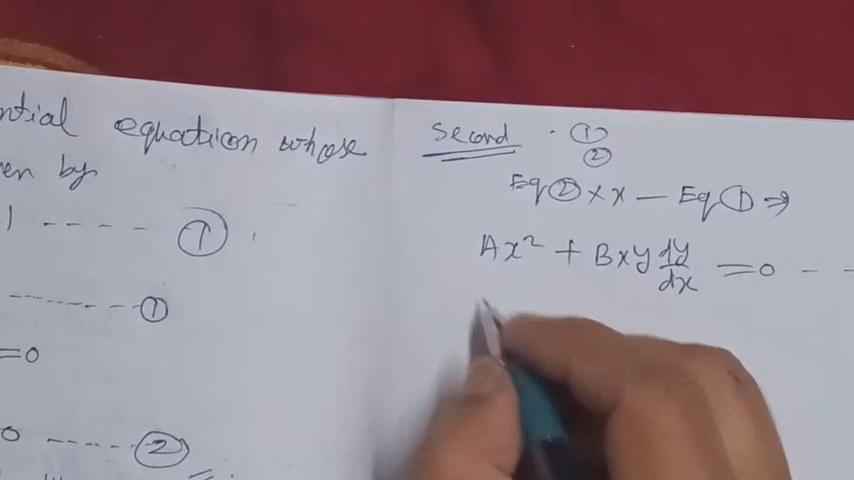 ntial equation whose
en by
1 ------ ①
-------- ①
=0
0 ------ ②
Second · ①
②
Eq② × x — Eq① ⇒
Ax² + Bxy dy/dx = 0 - -